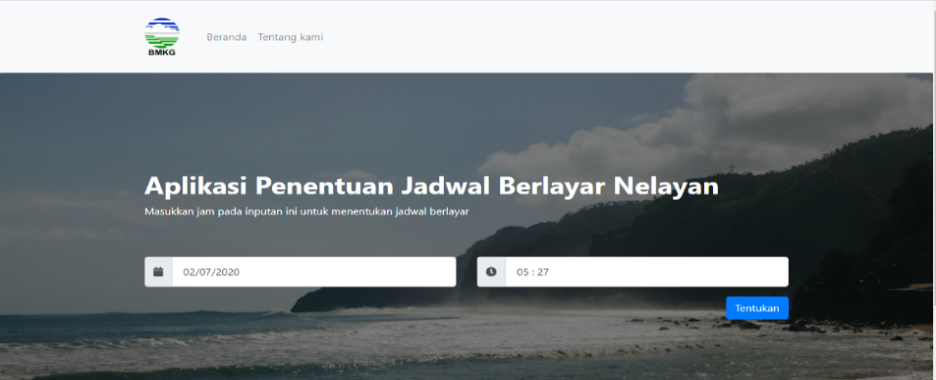 BMKG
Beranda Tentang kami
Aplikasi Penentuan Jadwal Berlayar Nelayan
Masukkan jam pada inputan ini untuk menentukan jadwal berlayar
02/07/2020 05 : 27
Tentukan